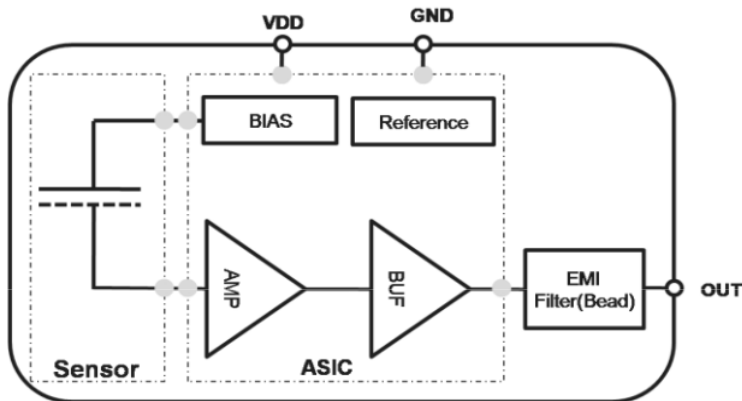 VDD
GND
BIAS
Reference
AMP
BUF
EMI
Filter(Bead)
OUT
Sensor
ASIC